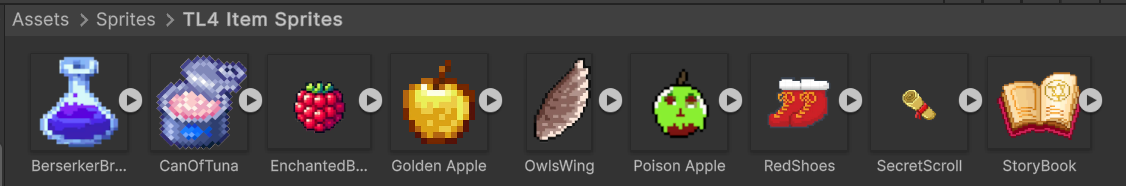 Assets > Sprites > TL4 Item Sprites
BerserkerBr... CanOfTuna EnchantedB... Golden Apple OwlsWing Poison Apple RedShoes SecretScroll StoryBook